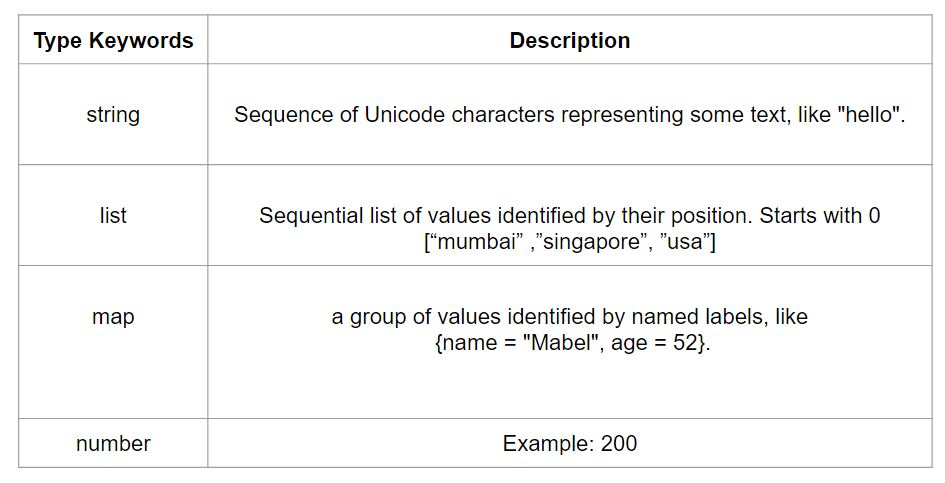 Type Keywords
Description
string
Sequence of Unicode characters representing some text, like "hello".
list
Sequential list of values identified by their position. Starts with 0
[“mumbai” ,”singapore”, ”usa”]
map
a group of values identified by named labels, like
{name = "Mabel", age = 52}.
number
Example: 200